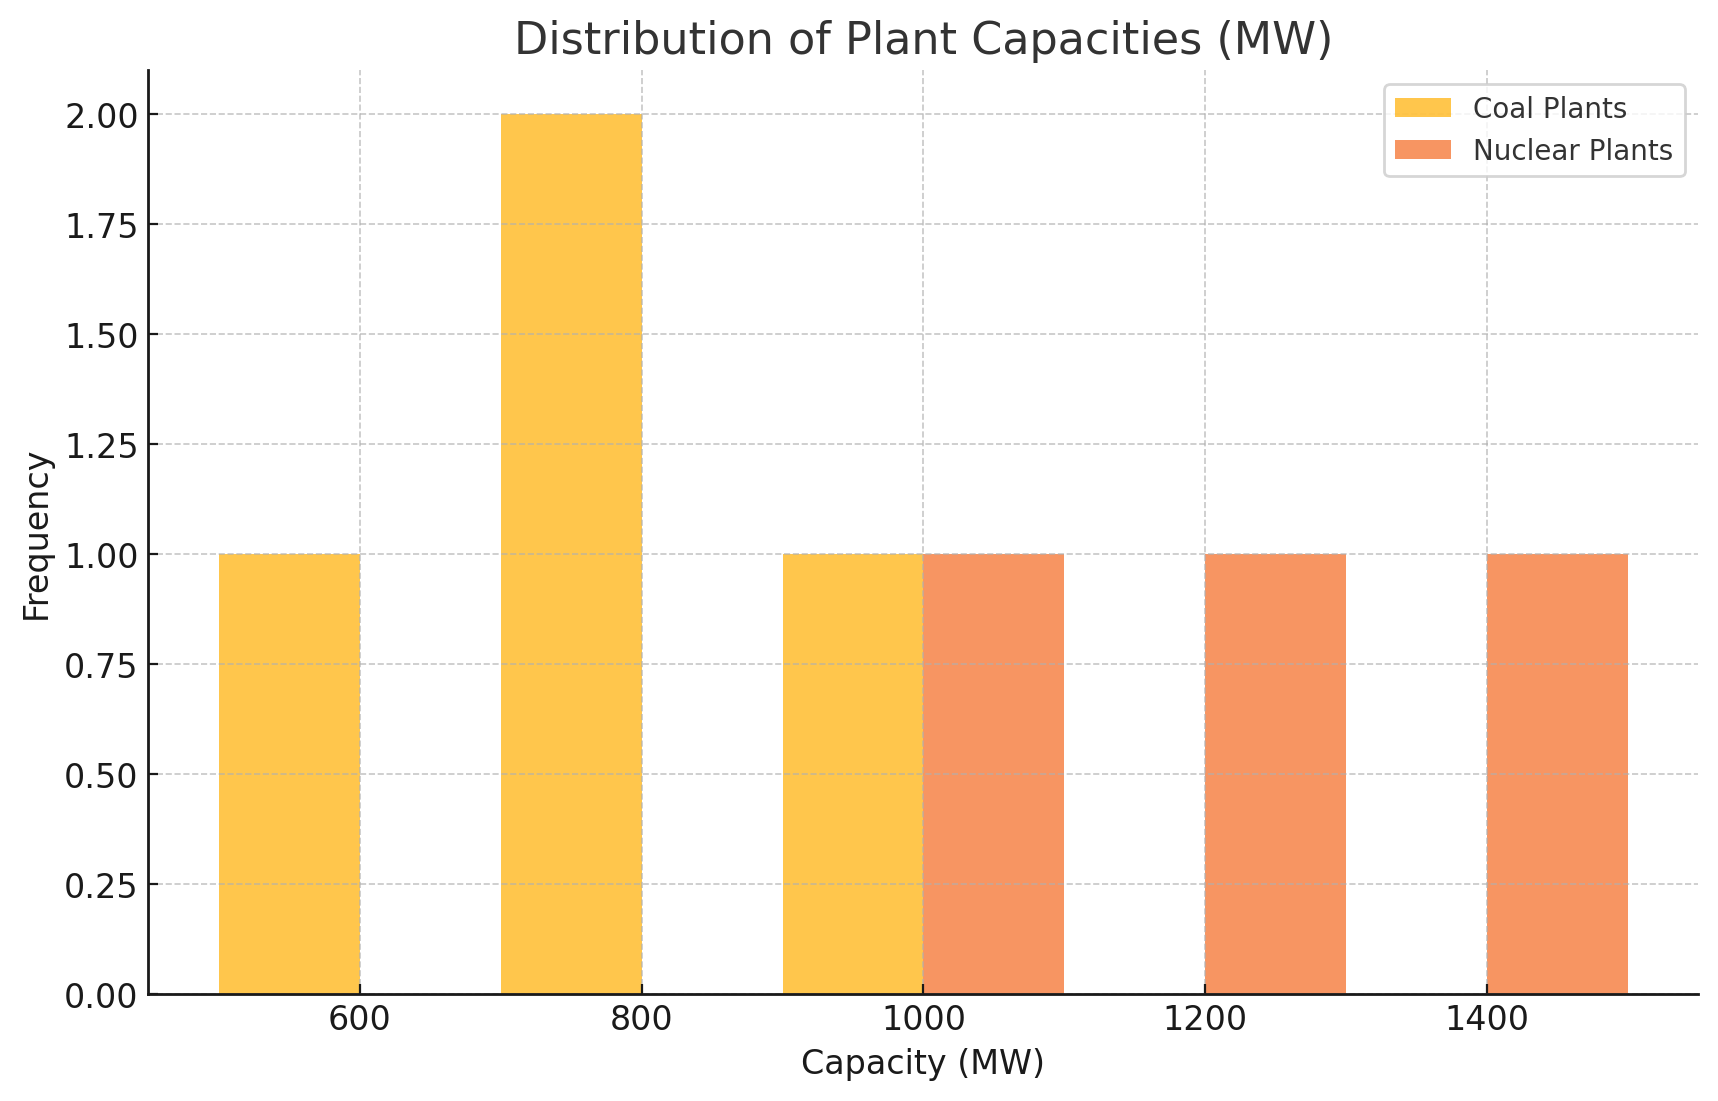 Distribution of Plant Capacities (MW)
Coal Plants
Nuclear Plants
2.00
1.75
1.50
1.25
1.00
0.75
0.50
0.25
0.00
Frequency
600 800 1000 1200 1400
Capacity (MW)